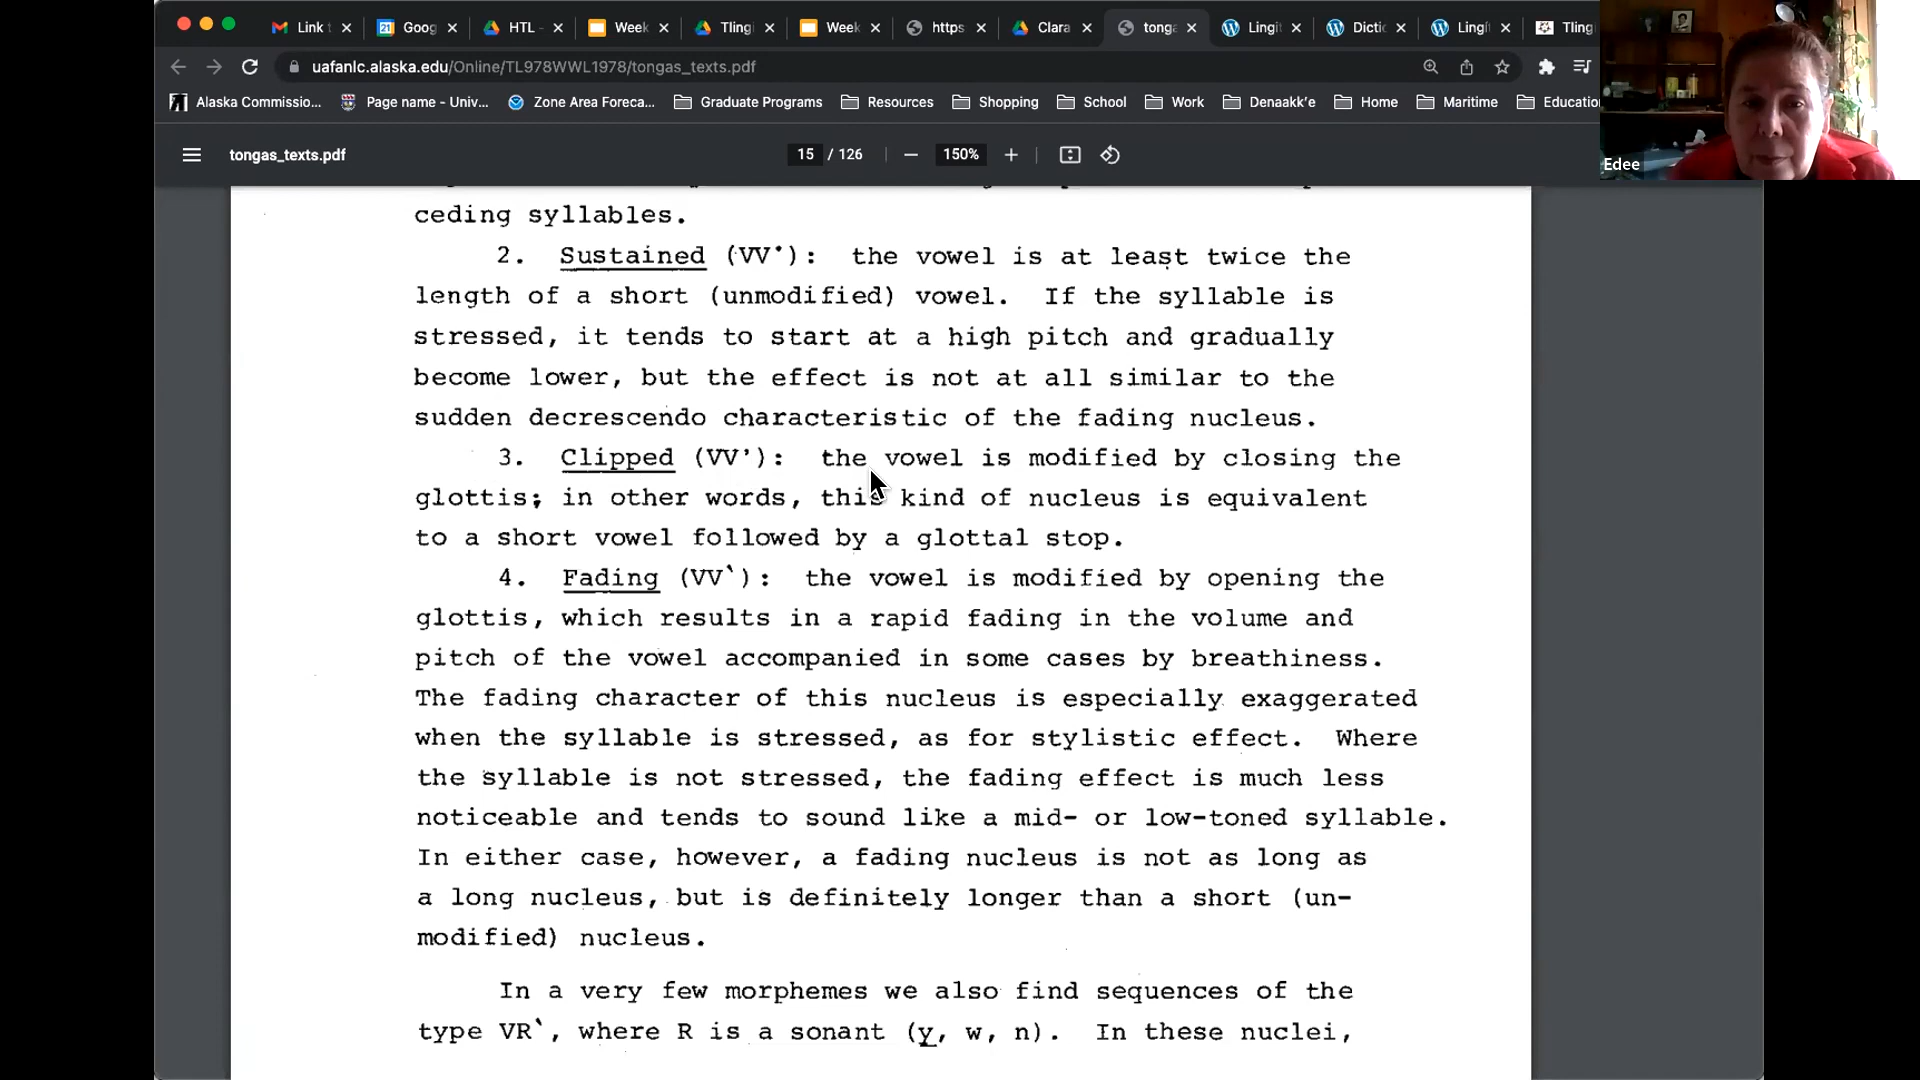 Link t
Goog
HTL -
Week
Tling
Week
https
Clara
tonga
Lingít
Dictio
Lingít
Tling
uafanlc.alaska.edu/Online/TL978WWL1978/tongas_texts.pdf
Alaska Commissio...
Page name - Univ...
Zone Area Foreca...
Graduate Programs
Resources
Shopping
School
Work
Denaakk'e
Home
Maritime
Educatio
Edee
tongas_texts.pdf
15 / 126
150%
ceding syllables.
2. Sustained (VV·): the vowel is at least twice the
length of a short (unmodified) vowel. If the syllable is
stressed, it tends to start at a high pitch and gradually
become lower, but the effect is not at all similar to the
sudden decrescendo characteristic of the fading nucleus.
3. Clipped (VV'): the vowel is modified by closing the
glottis; in other words, this kind of nucleus is equivalent
to a short vowel followed by a glottal stop.
4. Fading (VV`): the vowel is modified by opening the
glottis, which results in a rapid fading in the volume and
pitch of the vowel accompanied in some cases by breathiness.
The fading character of this nucleus is especially exaggerated
when the syllable is stressed, as for stylistic effect. Where
the syllable is not stressed, the fading effect is much less
noticeable and tends to sound like a mid- or low-toned syllable.
In either case, however, a fading nucleus is not as long as
a long nucleus, but is definitely longer than a short (un-
modified) nucleus.
In a very few morphemes we also find sequences of the
type VR`, where R is a sonant (y, w, n). In these nuclei,